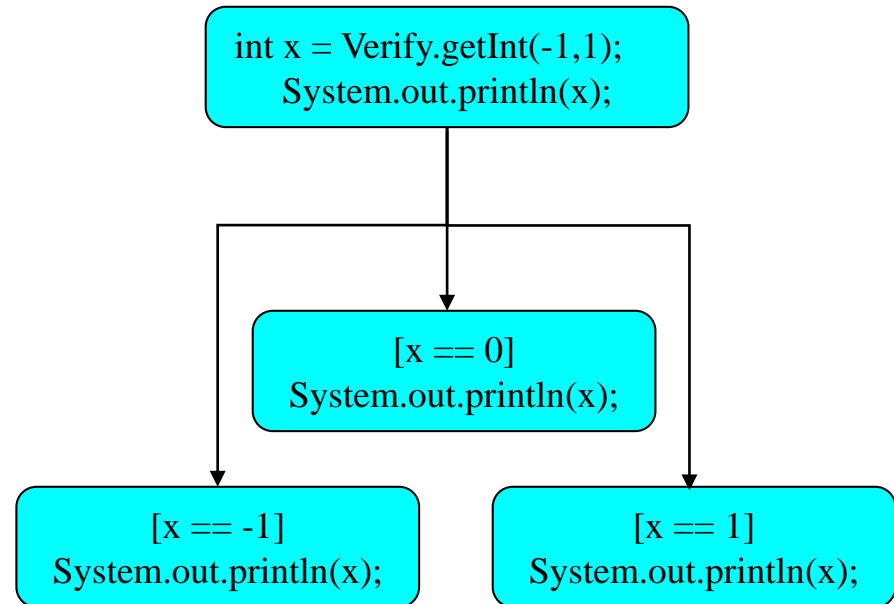 int x = Verify.getInt(-1,1);
System.out.println(x);
[x == 0]
System.out.println(x);
[x == -1]
System.out.println(x);
[x == 1]
System.out.println(x);